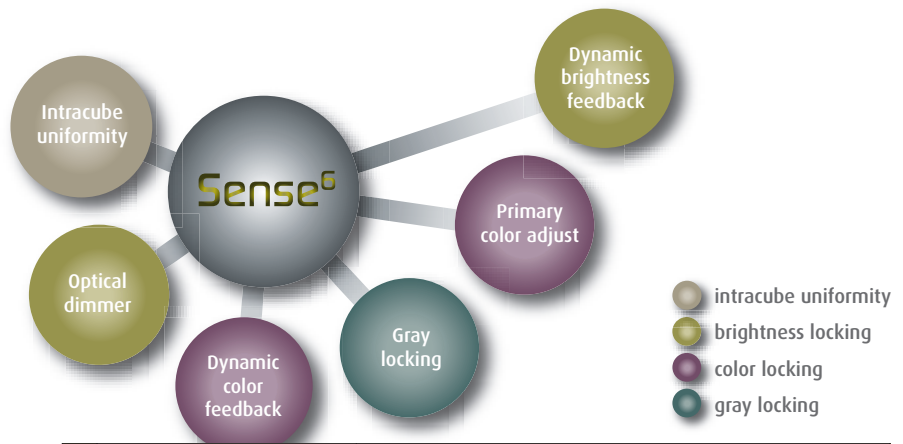 Dynamic
brightness
feedback
Intracube
uniformity
Sense⁶
Primary
color adjust
Optical
dimmer
Gray
locking
Dynamic
color
feedback
intracube uniformity
brightness locking
color locking
gray locking